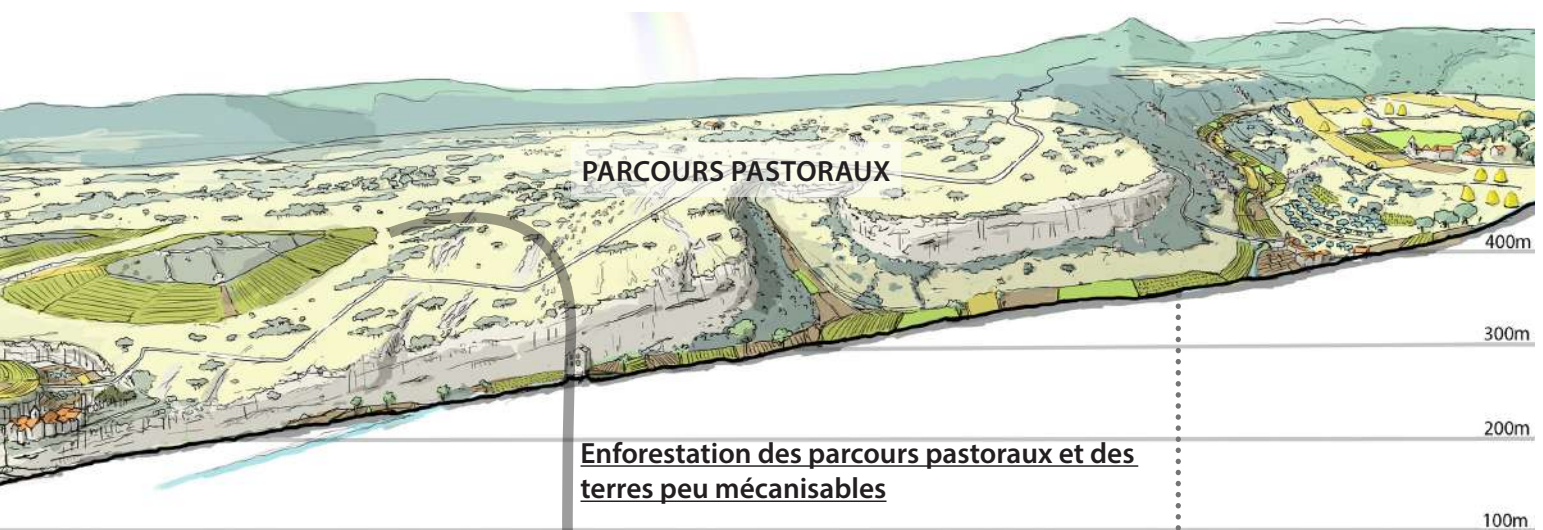 PARCOURS PASTORAUX
400m
300m
200m
Enforestation des parcours pastoraux et des
terres peu mécanisables
100m